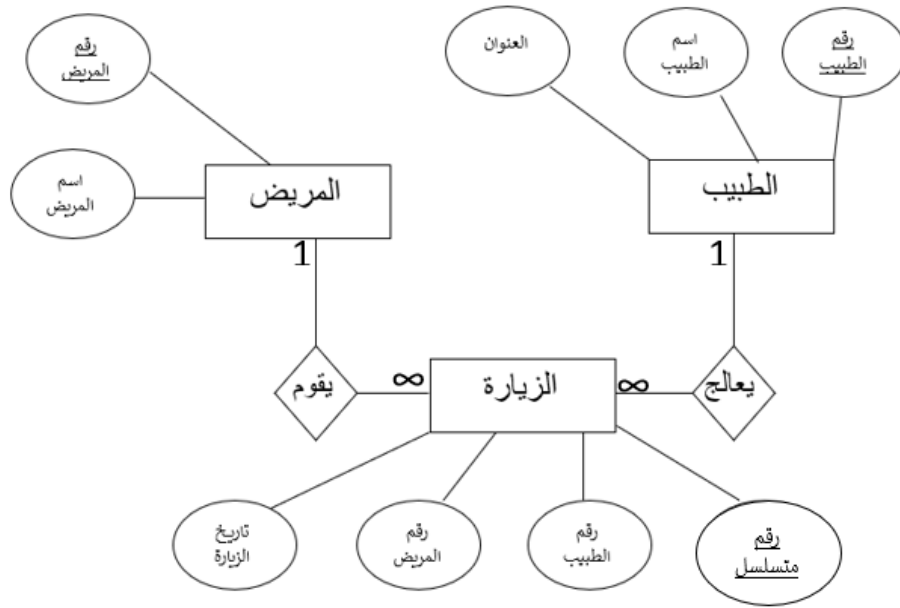 رقم
الطبيب
اسم
الطبيب
العنوان
رقم
المريض
الطبيب
المريض
اسم
المريض
1
1
يعالج
∞
الزيارة
∞
يقوم
رقم
متسلسل
رقم
الطبيب
رقم
المريض
تاريخ
الزيارة